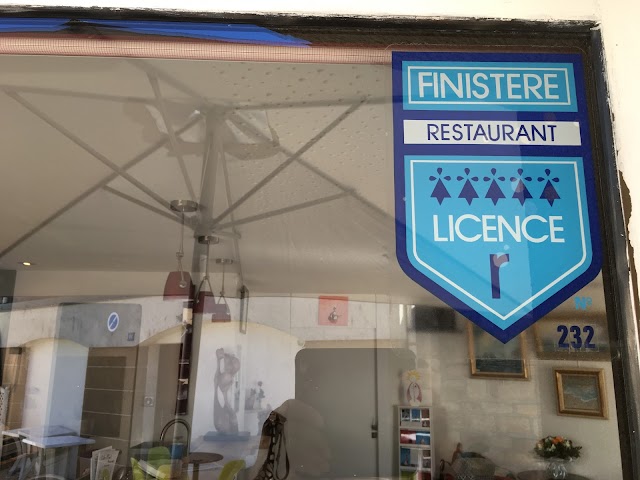 FINISTERE
RESTAURANT
LICENCE
r
N°
232